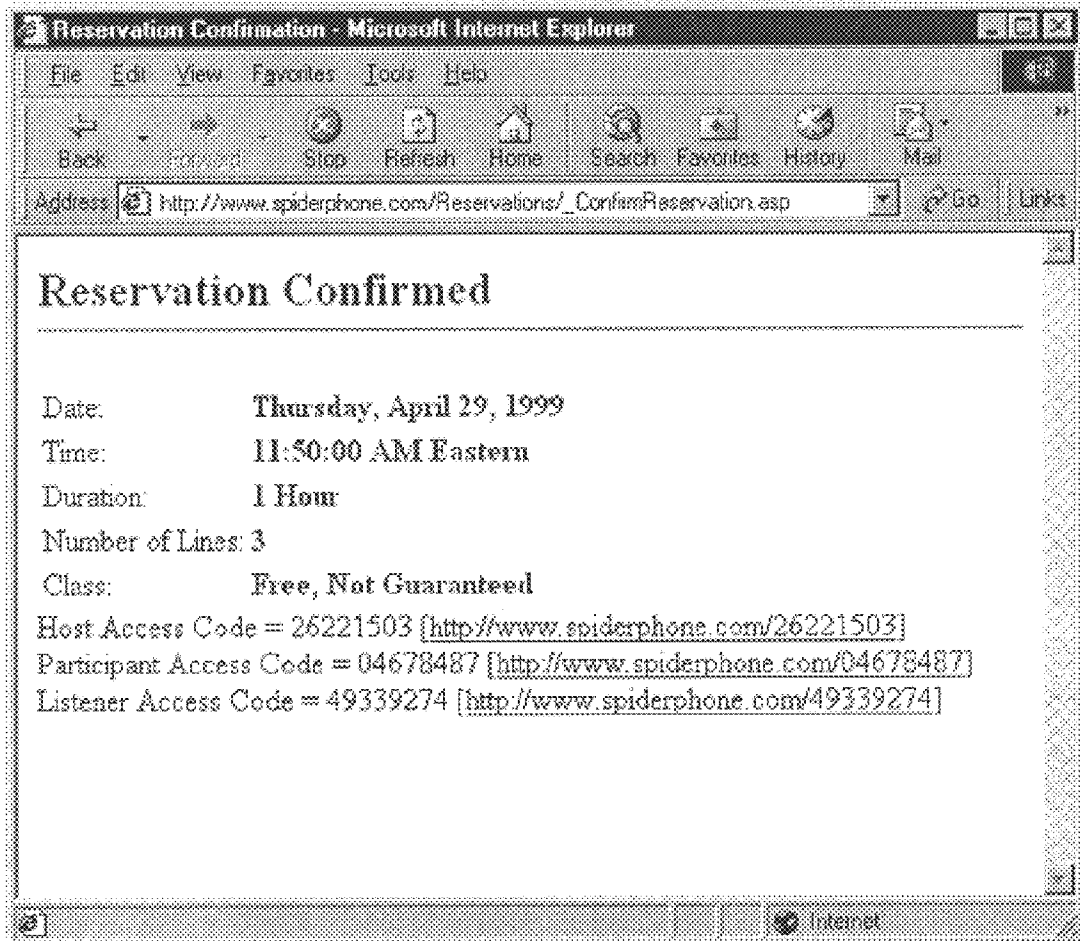 Reservation Confirmation - Microsoft Internet Explorer
File Edit View Favorites Tools Help
Back Forward Stop Refresh Home Search Favorites History Mail »
Address http://www.spiderphone.com/Reservations/_ConfirmReservation.asp Go Links
Reservation Confirmed
Date: Thursday, April 29, 1999
Time: 11:50:00 AM Eastern
Duration: 1 Hour
Number of Lines: 3
Class: Free, Not Guaranteed
Host Access Code = 26221503 [http://www.spiderphone.com/26221503]
Participant Access Code = 04678487 [http://www.spiderphone.com/04678487]
Listener Access Code = 49339274 [http://www.spiderphone.com/49339274]
Internet